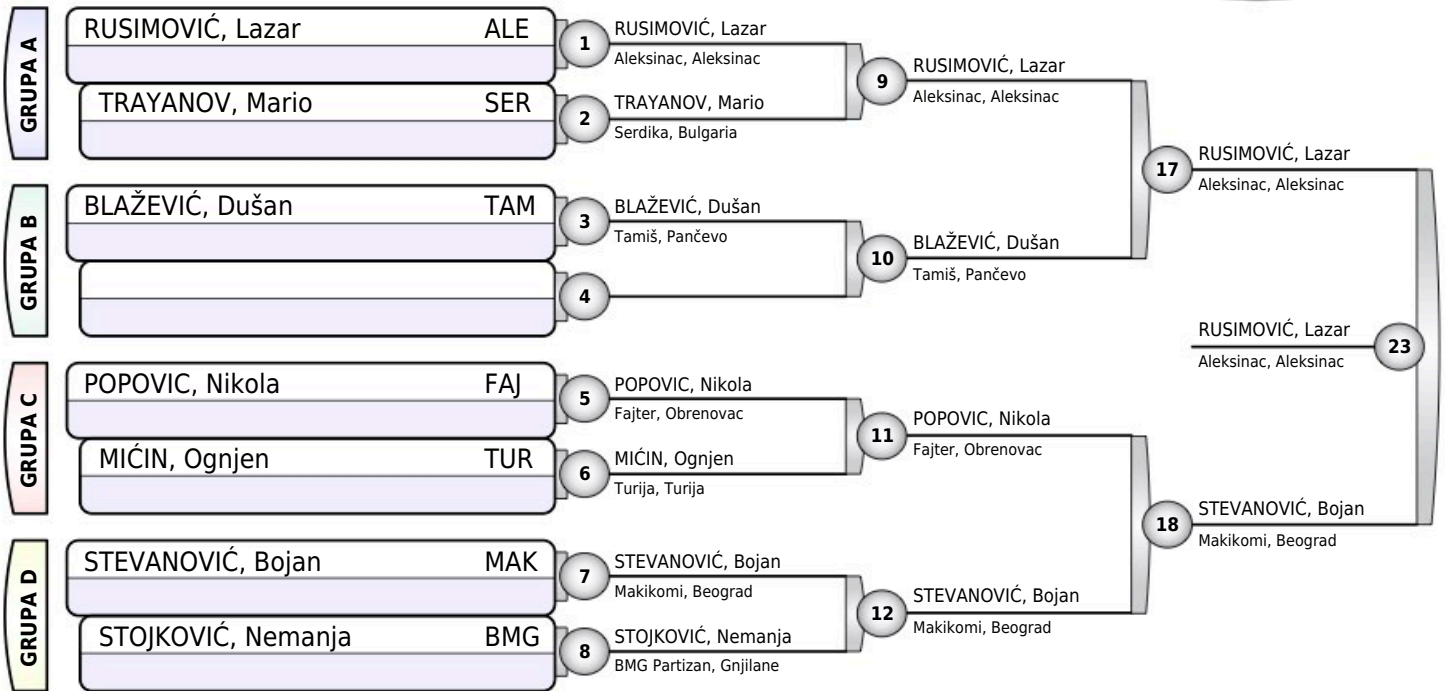 GRUPA A
RUSIMOVIĆ, Lazar ALE
TRAYANOV, Mario SER
1
RUSIMOVIĆ, Lazar
Aleksinac, Aleksinac
2
TRAYANOV, Mario
Serdika, Bulgaria
9
RUSIMOVIĆ, Lazar
Aleksinac, Aleksinac
GRUPA B
BLAŽEVIĆ, Dušan TAM
3
BLAŽEVIĆ, Dušan
Tamiš, Pančevo
4
10
BLAŽEVIĆ, Dušan
Tamiš, Pančevo
17
RUSIMOVIĆ, Lazar
Aleksinac, Aleksinac
GRUPA C
POPOVIC, Nikola FAJ
MIĆIN, Ognjen TUR
5
POPOVIC, Nikola
Fajter, Obrenovac
6
MIĆIN, Ognjen
Turija, Turija
11
POPOVIC, Nikola
Fajter, Obrenovac
GRUPA D
STEVANOVIĆ, Bojan MAK
STOJKOVIĆ, Nemanja BMG
7
STEVANOVIĆ, Bojan
Makikomi, Beograd
8
STOJKOVIĆ, Nemanja
BMG Partizan, Gnjilane
12
STEVANOVIĆ, Bojan
Makikomi, Beograd
18
STEVANOVIĆ, Bojan
Makikomi, Beograd
RUSIMOVIĆ, Lazar
Aleksinac, Aleksinac
23